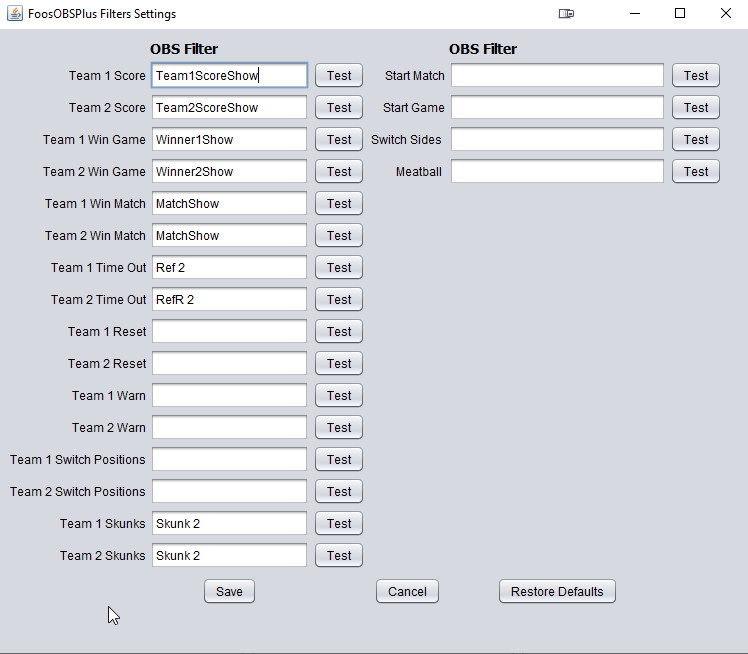 FoosOBSPlus Filters Settings
OBS Filter OBS Filter
Team 1 Score Team1ScoreShow Test Start Match Test
Team 2 Score Team2ScoreShow Test Start Game Test
Team 1 Win Game Winner1Show Test Switch Sides Test
Team 2 Win Game Winner2Show Test Meatball Test
Team 1 Win Match MatchShow Test
Team 2 Win Match MatchShow Test
Team 1 Time Out Ref 2 Test
Team 2 Time Out RefR 2 Test
Team 1 Reset Test
Team 2 Reset Test
Team 1 Warn Test
Team 2 Warn Test
Team 1 Switch Positions Test
Team 2 Switch Positions Test
Team 1 Skunks Skunk 2 Test
Team 2 Skunks Skunk 2 Test
Save Cancel Restore Defaults